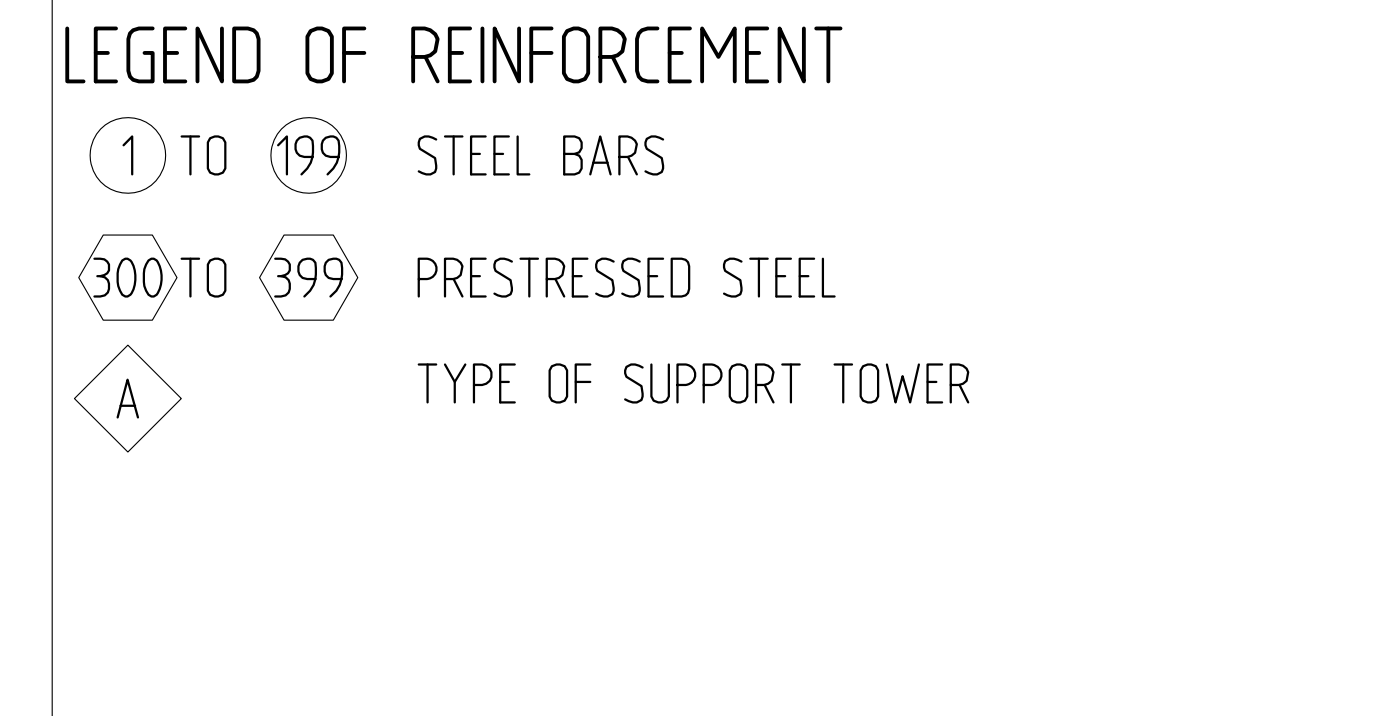 LEGEND OF REINFORCEMENT
1 TO 199 STEEL BARS
300 TO 399 PRESTRESSED STEEL
A TYPE OF SUPPORT TOWER